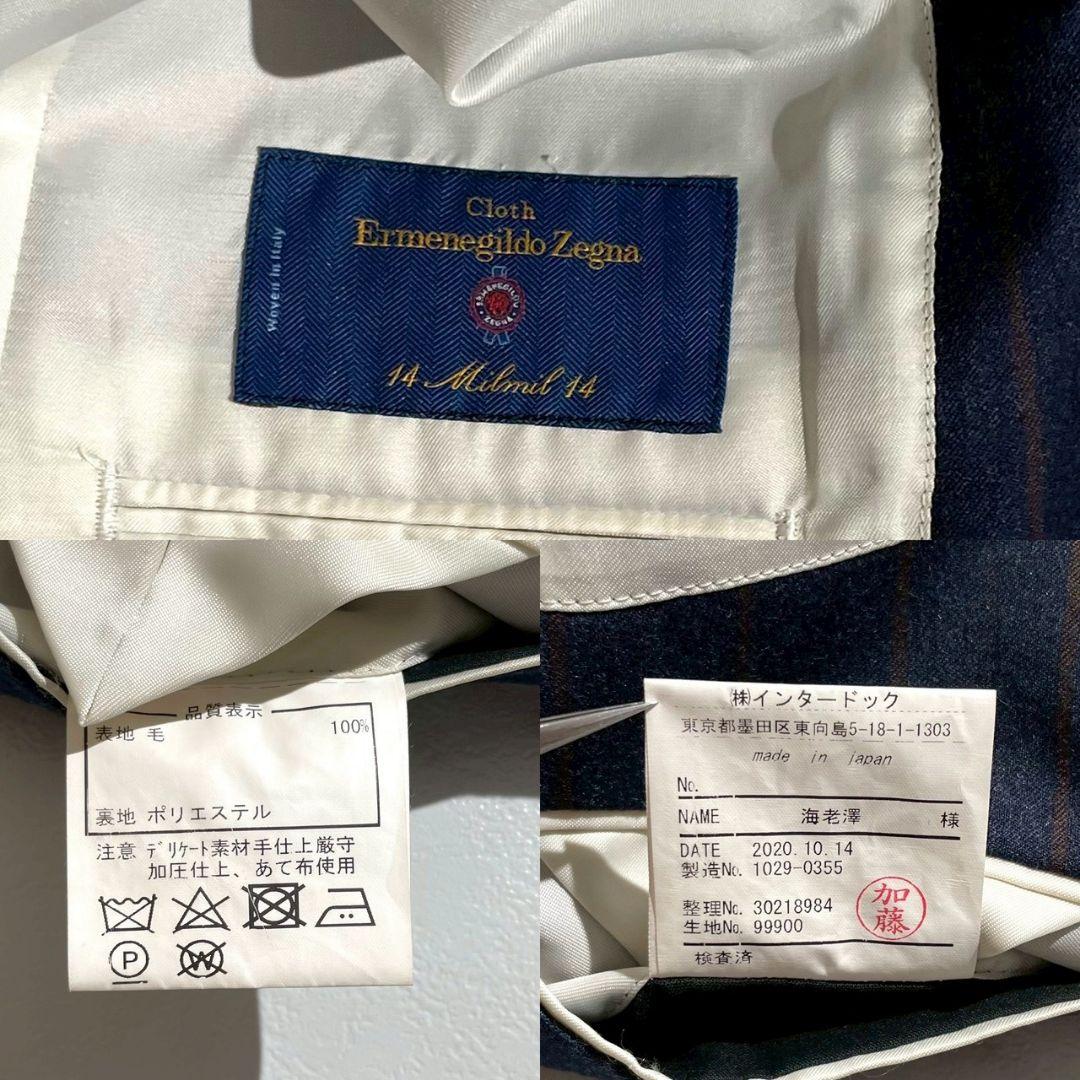 Cloth
Ermenegildo Zegna
Woven in Italy
ERMENEGILDO
ZEGNA
14 Milmil 14
品質表示
表地 毛 100%
裏地 ポリエステル
注意 デリケート素材手仕上厳守
加圧仕上、あて布使用
P
W
㈱インタードック
東京都墨田区東向島5-18-1-1303
made in japan
No.
NAME 海老澤 様
DATE 2020.10.14
製造No. 1029-0355
整理No. 30218984
生地No. 99900
加藤
検査済